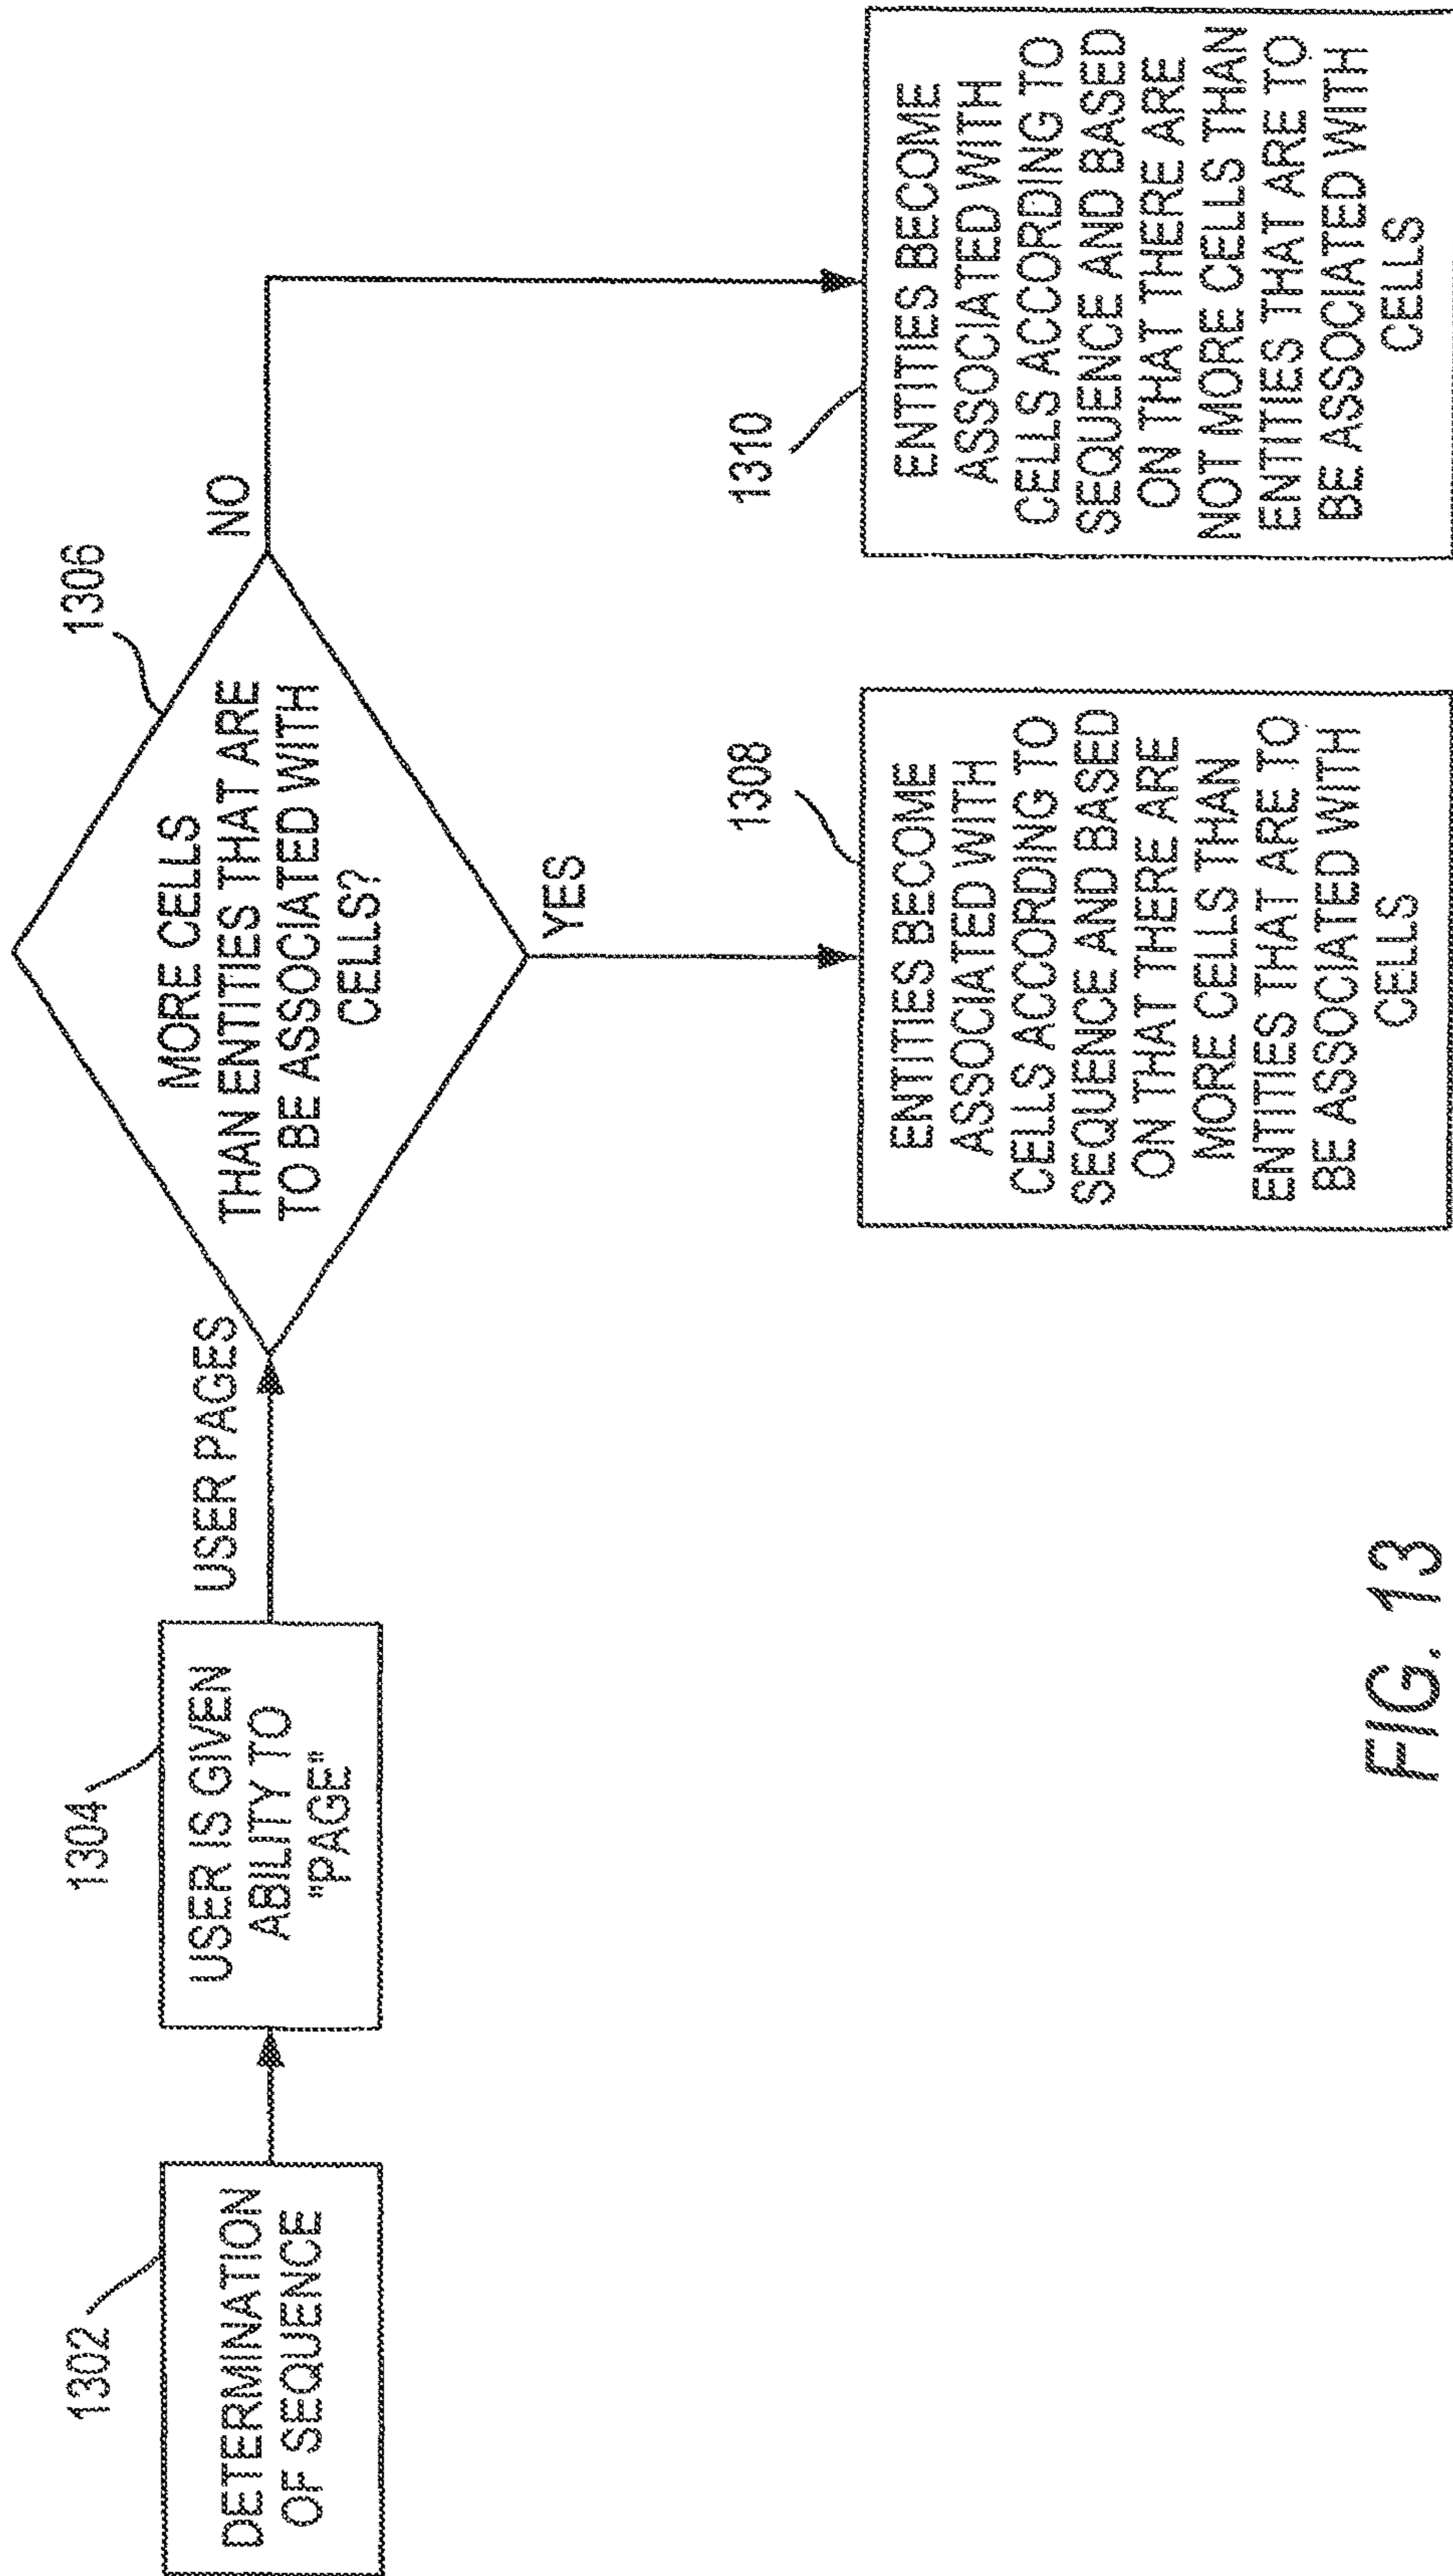 1302
DETERMINATION
OF SEQUENCE
1304
USER IS GIVEN
ABILITY TO
"PAGE"
USER PAGES
1306
MORE CELLS
THAN ENTITIES THAT ARE
TO BE ASSOCIATED WITH
CELLS?
NO
YES
1308
ENTITIES BECOME
ASSOCIATED WITH
CELLS ACCORDING TO
SEQUENCE AND BASED
ON THAT THERE ARE
MORE CELLS THAN
ENTITIES THAT ARE TO
BE ASSOCIATED WITH
CELLS
1310
ENTITIES BECOME
ASSOCIATED WITH
CELLS ACCORDING TO
SEQUENCE AND BASED
ON THAT THERE ARE
NOT MORE CELLS THAN
ENTITIES THAT ARE TO
BE ASSOCIATED WITH
CELLS
FIG. 13